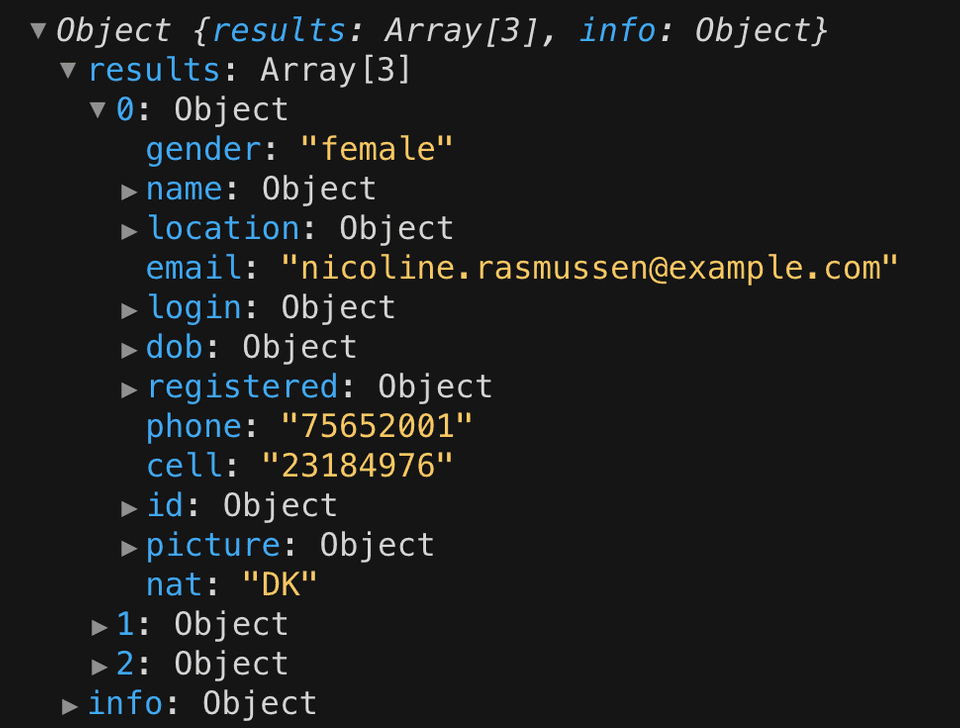 ▼ Object {results: Array[3], info: Object}
▼ results: Array[3]
▼ 0: Object
gender: "female"
▶ name: Object
▶ location: Object
email: "nicoline.rasmussen@example.com"
▶ login: Object
▶ dob: Object
▶ registered: Object
phone: "75652001"
cell: "23184976"
▶ id: Object
▶ picture: Object
nat: "DK"
▶ 1: Object
▶ 2: Object
▶ info: Object